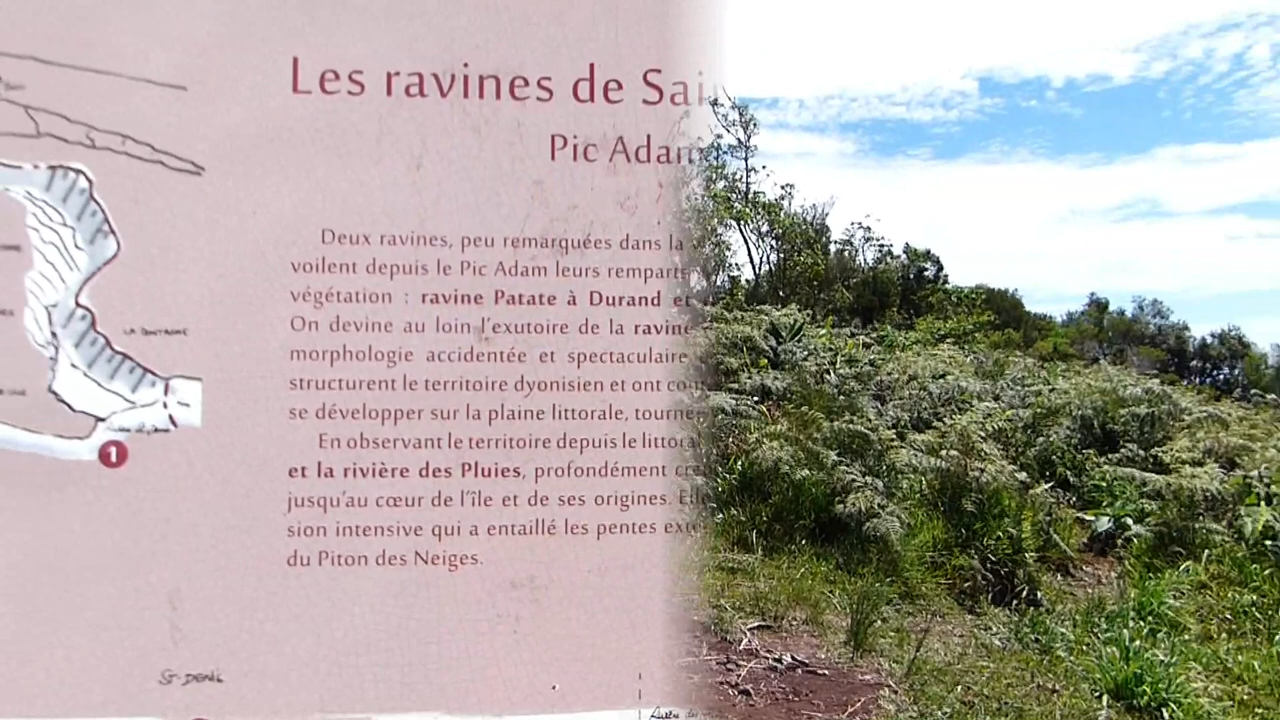 Les ravines de Sai
Pic Adam
Deux ravines, peu remarquées dans la
voilent depuis le Pic Adam leurs remparts
végétation : ravine Patate à Durand et
On devine au loin l'exutoire de la ravine
morphologie accidentée et spectaculaire
structurent le territoire dyonisien et ont
se développer sur la plaine littorale, tourné
En observant le territoire depuis le littoral
et la rivière des Pluies, profondément
jusqu'au cœur de l'île et de ses origines.
sion intensive qui a entaillé les pentes
du Piton des Neiges.
LA MONTAGNE
1
ST-DENIS